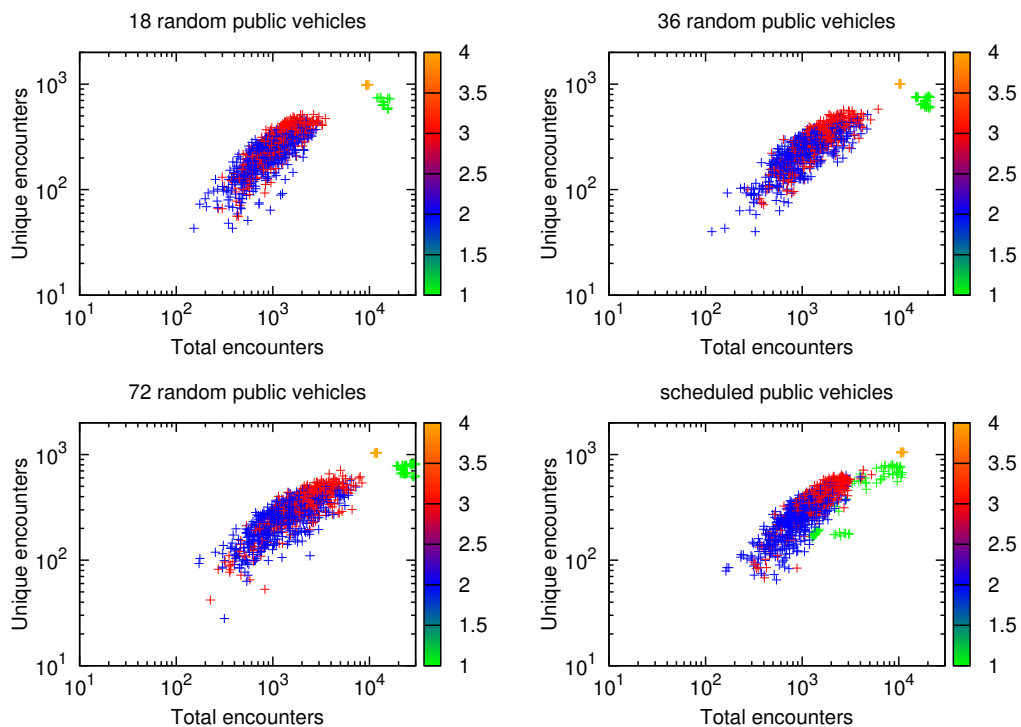 18 random public vehicles
Unique encounters
10^3
10^2
10^1
10^1 10^2 10^3 10^4
Total encounters
4
3.5
3
2.5
2
1.5
1
36 random public vehicles
Unique encounters
10^3
10^2
10^1
10^1 10^2 10^3 10^4
Total encounters
4
3.5
3
2.5
2
1.5
1
72 random public vehicles
Unique encounters
10^3
10^2
10^1
10^1 10^2 10^3 10^4
Total encounters
4
3.5
3
2.5
2
1.5
1
scheduled public vehicles
Unique encounters
10^3
10^2
10^1
10^1 10^2 10^3 10^4
Total encounters
4
3.5
3
2.5
2
1.5
1